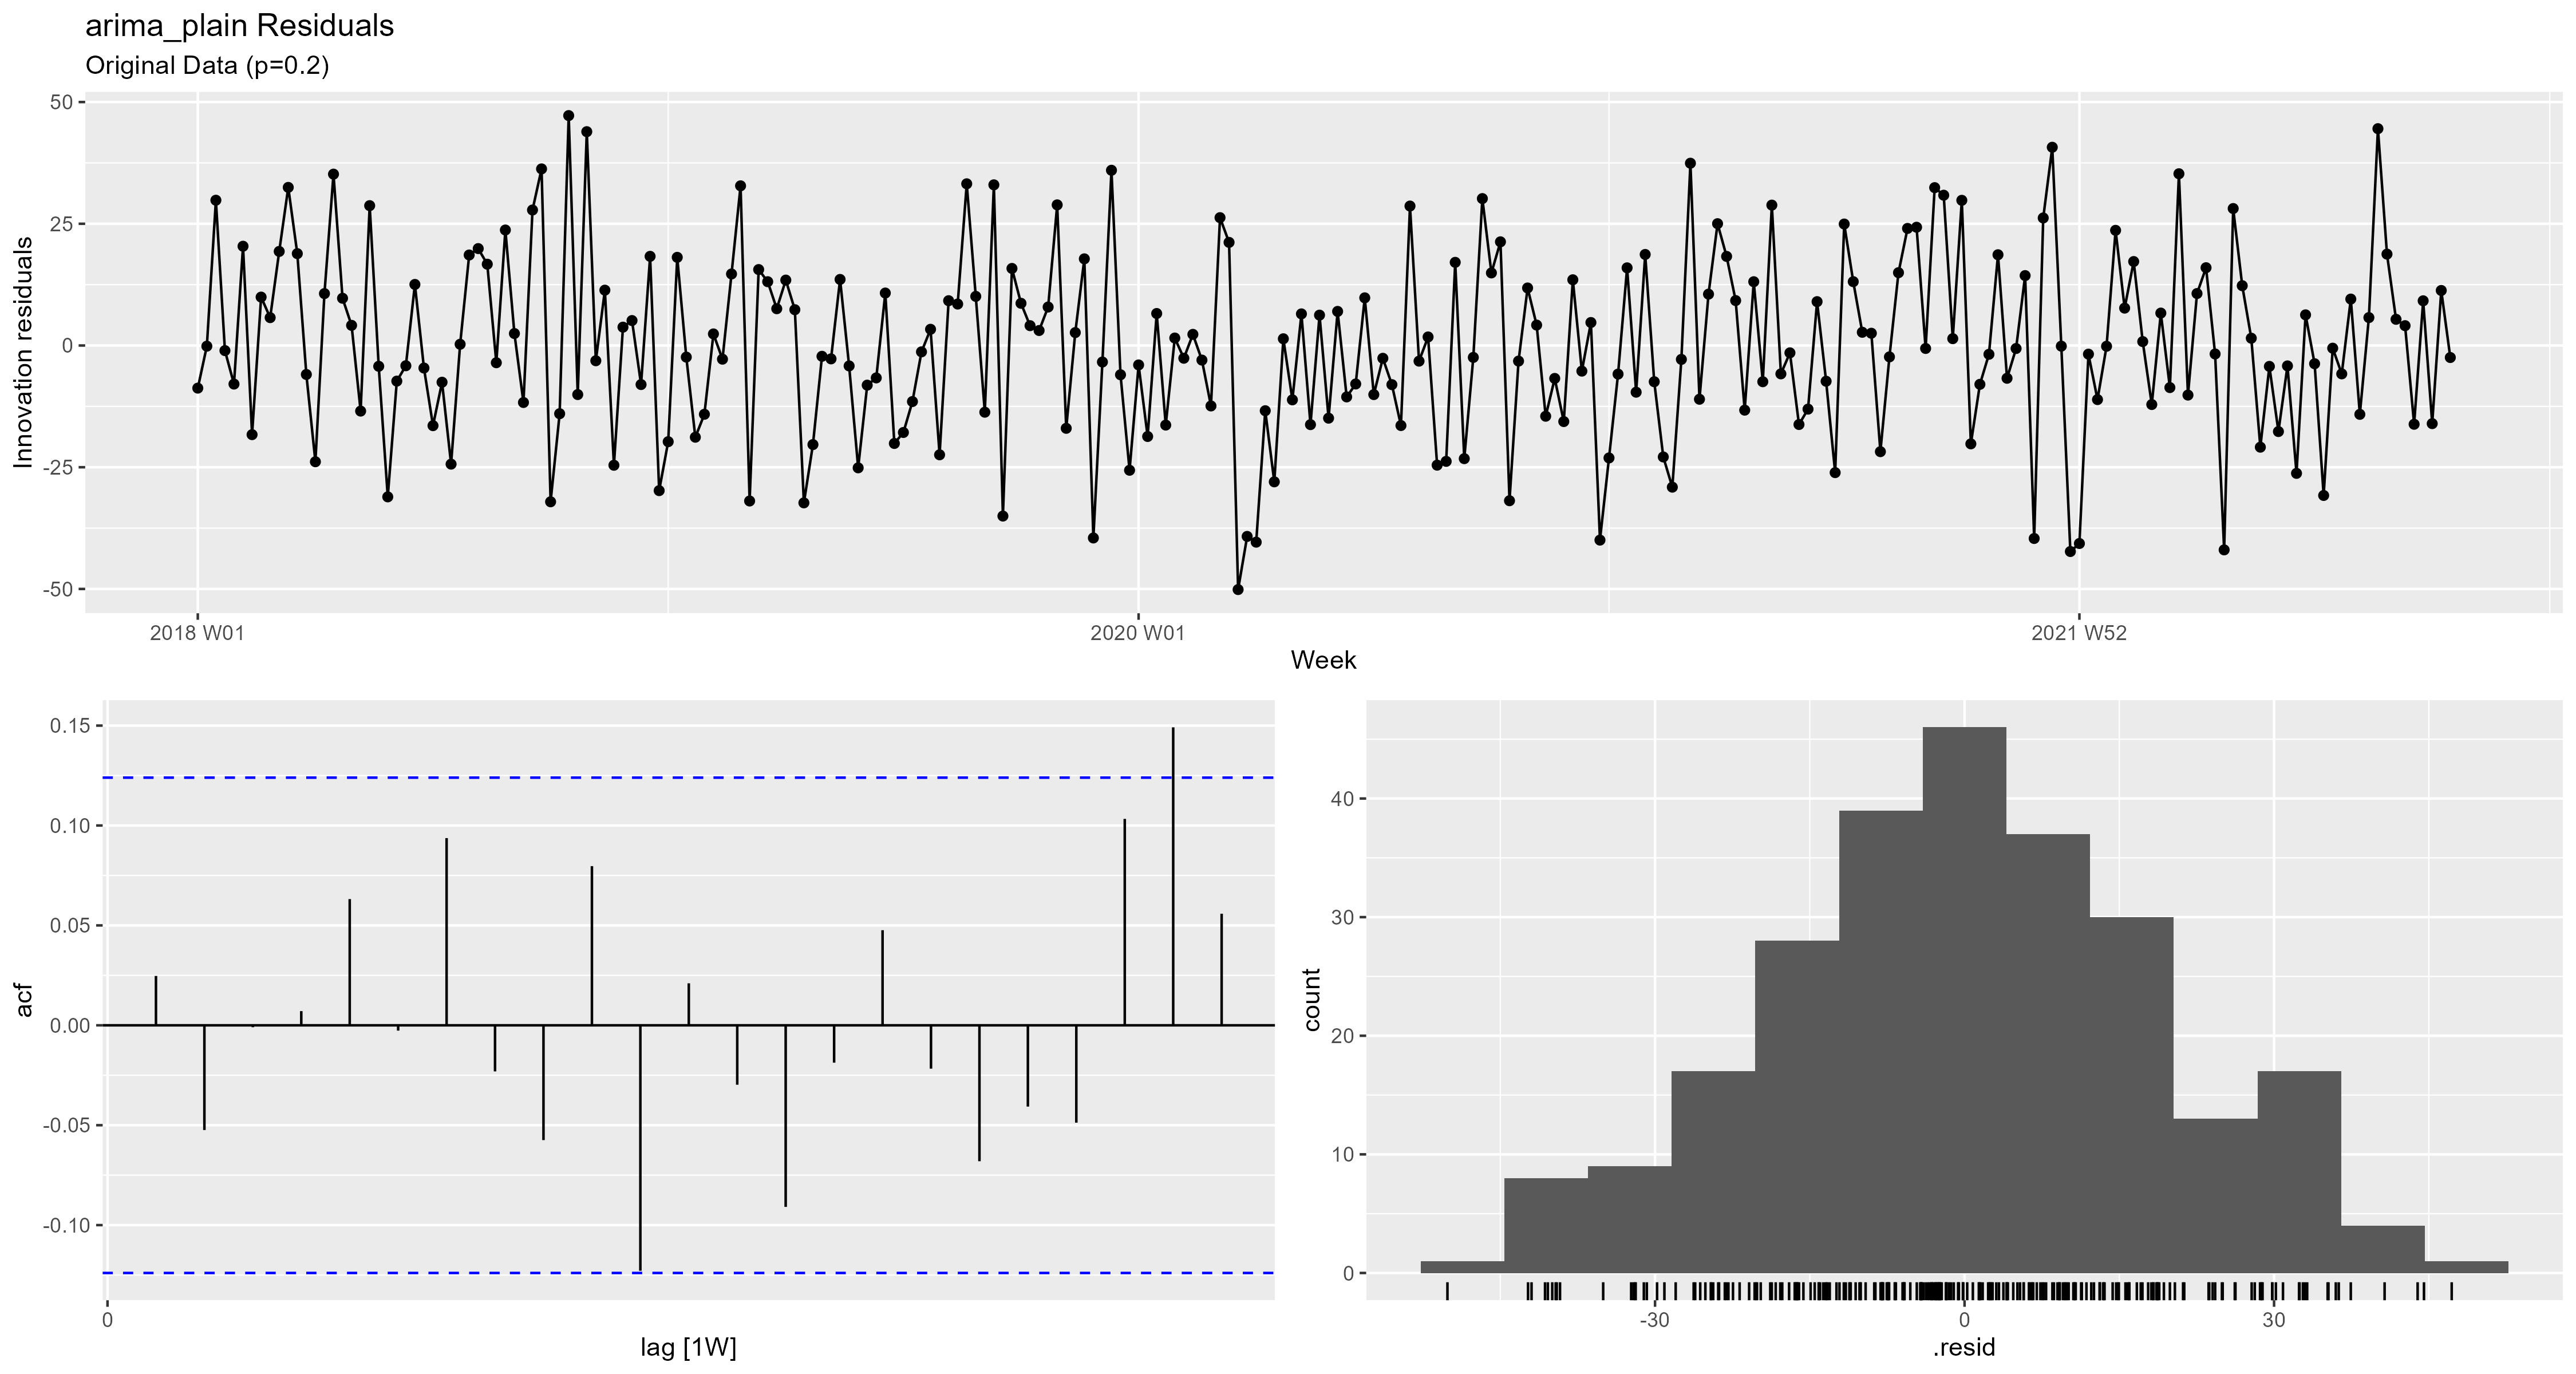 arima_plain Residuals
Original Data (p=0.2)
50
25
0
-25
-50
Innovation residuals
2018 W01
2020 W01
2021 W52
Week
0.15
0.10
0.05
0.00
-0.05
-0.10
acf
0
lag [1W]
40
30
20
10
0
count
-30
0
30
.resid